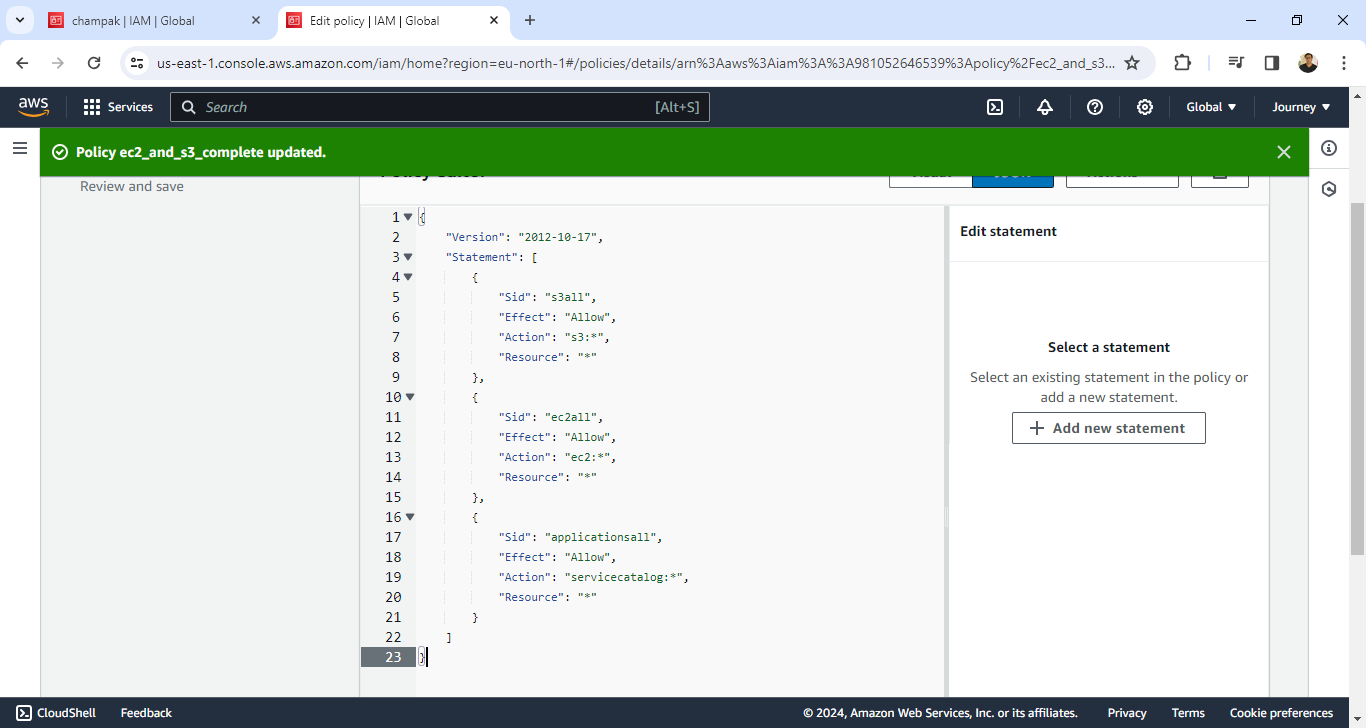 champak | IAM | Global
Edit policy | IAM | Global
us-east-1.console.aws.amazon.com/iam/home?region=eu-north-1#/policies/details/arn%3Aaws%3Aiam%3A%3A981052646539%3Apolicy%2Fec2_and_s3...
aws
Services
Search
[Alt+S]
Global
Journey
Policy ec2_and_s3_complete updated.
Review and save
Policy editor
Visual
JSON
Actions
1 {
2 "Version": "2012-10-17",
3 "Statement": [
4 {
5 "Sid": "s3all",
6 "Effect": "Allow",
7 "Action": "s3:*",
8 "Resource": "*"
9 },
10 {
11 "Sid": "ec2all",
12 "Effect": "Allow",
13 "Action": "ec2:*",
14 "Resource": "*"
15 },
16 {
17 "Sid": "applicationsall",
18 "Effect": "Allow",
19 "Action": "servicecatalog:*",
20 "Resource": "*"
21 }
22 ]
23 }
Edit statement
Select a statement
Select an existing statement in the policy or
add a new statement.
+ Add new statement
CloudShell
Feedback
© 2024, Amazon Web Services, Inc. or its affiliates.
Privacy
Terms
Cookie preferences